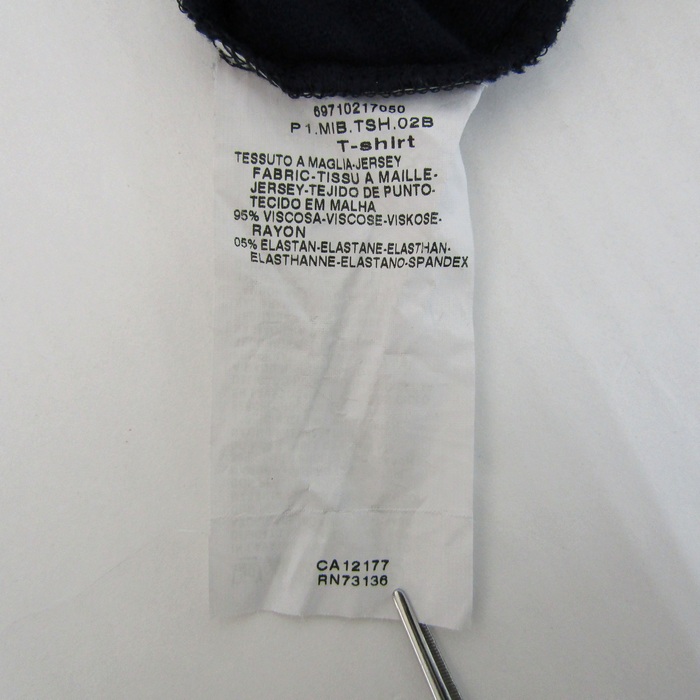 69710217050
P1.MIB.TSH.02B
T-shirt
TESSUTO A MAGLIA-JERSEY
FABRIC-TISSU A MAILLE-
JERSEY-TEJIDO DE PUNTO-
TECIDO EM MALHA
95% VISCOSA-VISCOSE-VISKOSE-
RAYON
05% ELASTAN-ELASTANE-ELASTHAN-
ELASTHANNE-ELASTANO-SPANDEX
CA12177
RN73136